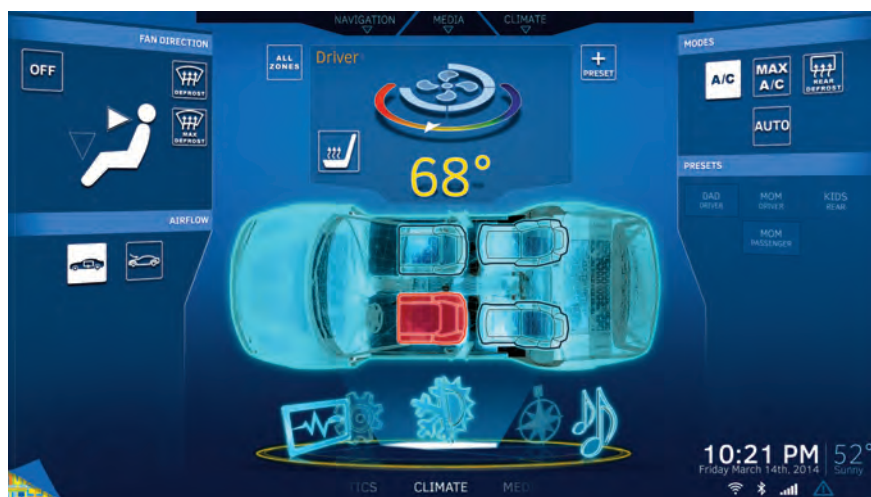 NAVIGATION
MEDIA
CLIMATE
FAN DIRECTION
OFF
DEFROST
MAX
DEFROST
AIRFLOW
ALL
ZONES
Driver
+
PRESET
68°
MODES
A/C
MAX
A/C
REAR
DEFROST
AUTO
PRESETS
DAD
DRIVER
MOM
DRIVER
KIDS
REAR
MOM
PASSENGER
TICS
CLIMATE
MED
10:21 PM
52°
Friday March 14th, 2014
Sunny